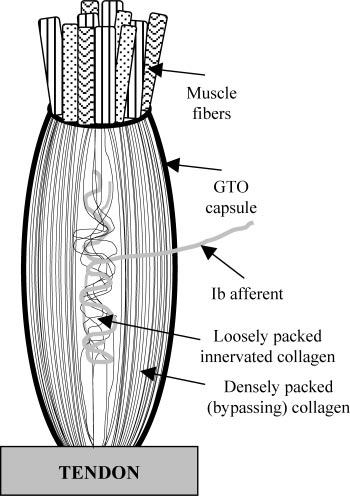 Muscle
fibers
GTO
capsule
Ib afferent
Loosely packed
innervated collagen
Densely packed
(bypassing) collagen
TENDON